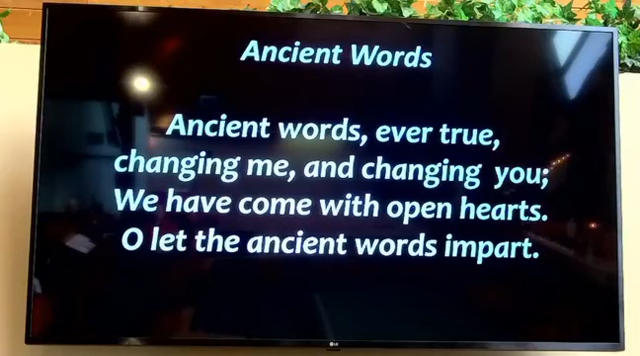 Ancient Words
Ancient words, ever true,
changing me, and changing you;
We have come with open hearts.
O let the ancient words impart.
LG